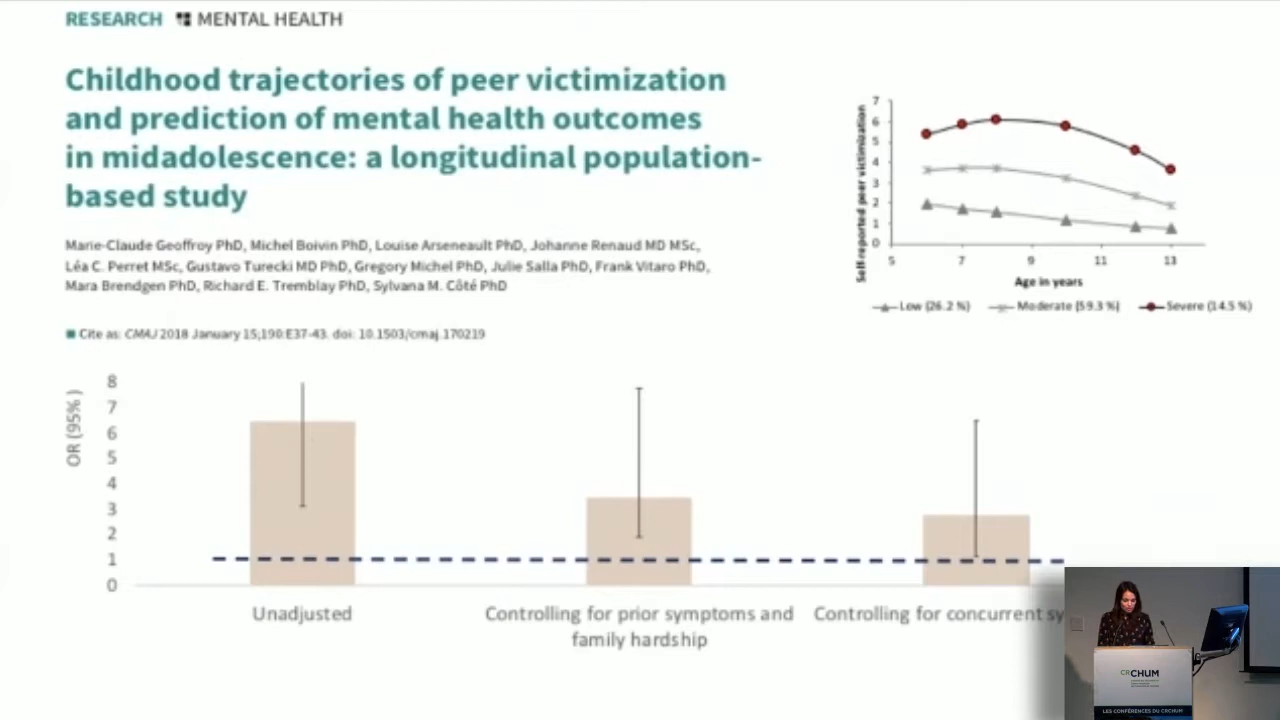 RESEARCH MENTAL HEALTH
Childhood trajectories of peer victimization
and prediction of mental health outcomes
in midadolescence: a longitudinal population-
based study
Marie-Claude Geoffroy PhD, Michel Boivin PhD, Louise Arseneault PhD, Johanne Renaud MD MSc,
Léa C. Perret MSc, Gustavo Turecki MD PhD, Gregory Michel PhD, Julie Salla PhD, Frank Vitaro PhD,
Mara Brendgen PhD, Richard E. Tremblay PhD, Sylvana M. Côté PhD
Cite as: CMAJ 2018 January 15;190:E37-43. doi: 10.1503/cmaj.170219
Self-reported peer victimization
7
6
5
4
3
2
1
0
5 7 9 11 13
Age in years
Low (26.2 %) Moderate (59.3 %) Severe (14.5 %)
OR (95% )
8
7
6
5
4
3
2
1
0
Unadjusted
Controlling for prior symptoms and
family hardship
Controlling for concurrent sy
CRCHUM
LES CONFÉRENCES DU CRCHUM